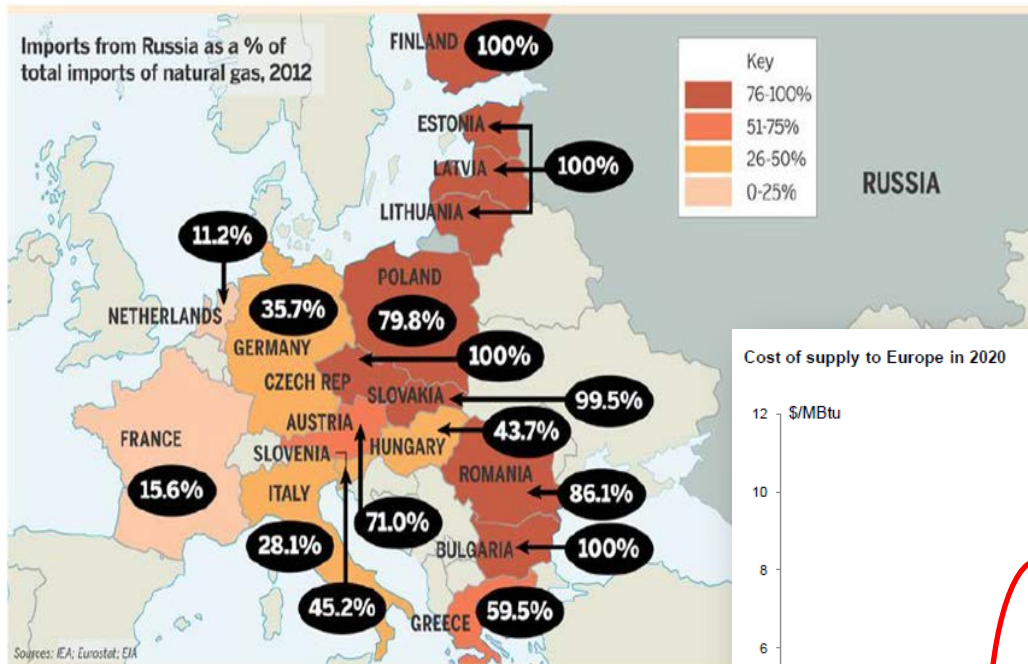 Imports from Russia as a % of
total imports of natural gas, 2012
FINLAND 100%
Key
76-100%
51-75%
26-50%
0-25%
ESTONIA
LATVIA
100%
LITHUANIA
RUSSIA
11.2%
NETHERLANDS
POLAND
79.8%
35.7%
GERMANY
100%
CZECH REP
SLOVAKIA
99.5%
AUSTRIA
HUNGARY
43.7%
FRANCE
15.6%
SLOVENIA
ROMANIA
86.1%
ITALY
28.1%
71.0%
BULGARIA
100%
45.2%
GREECE
59.5%
Sources: IEA; Eurostat; EIA
Cost of supply to Europe in 2020
12 $/MBtu
10
8
6